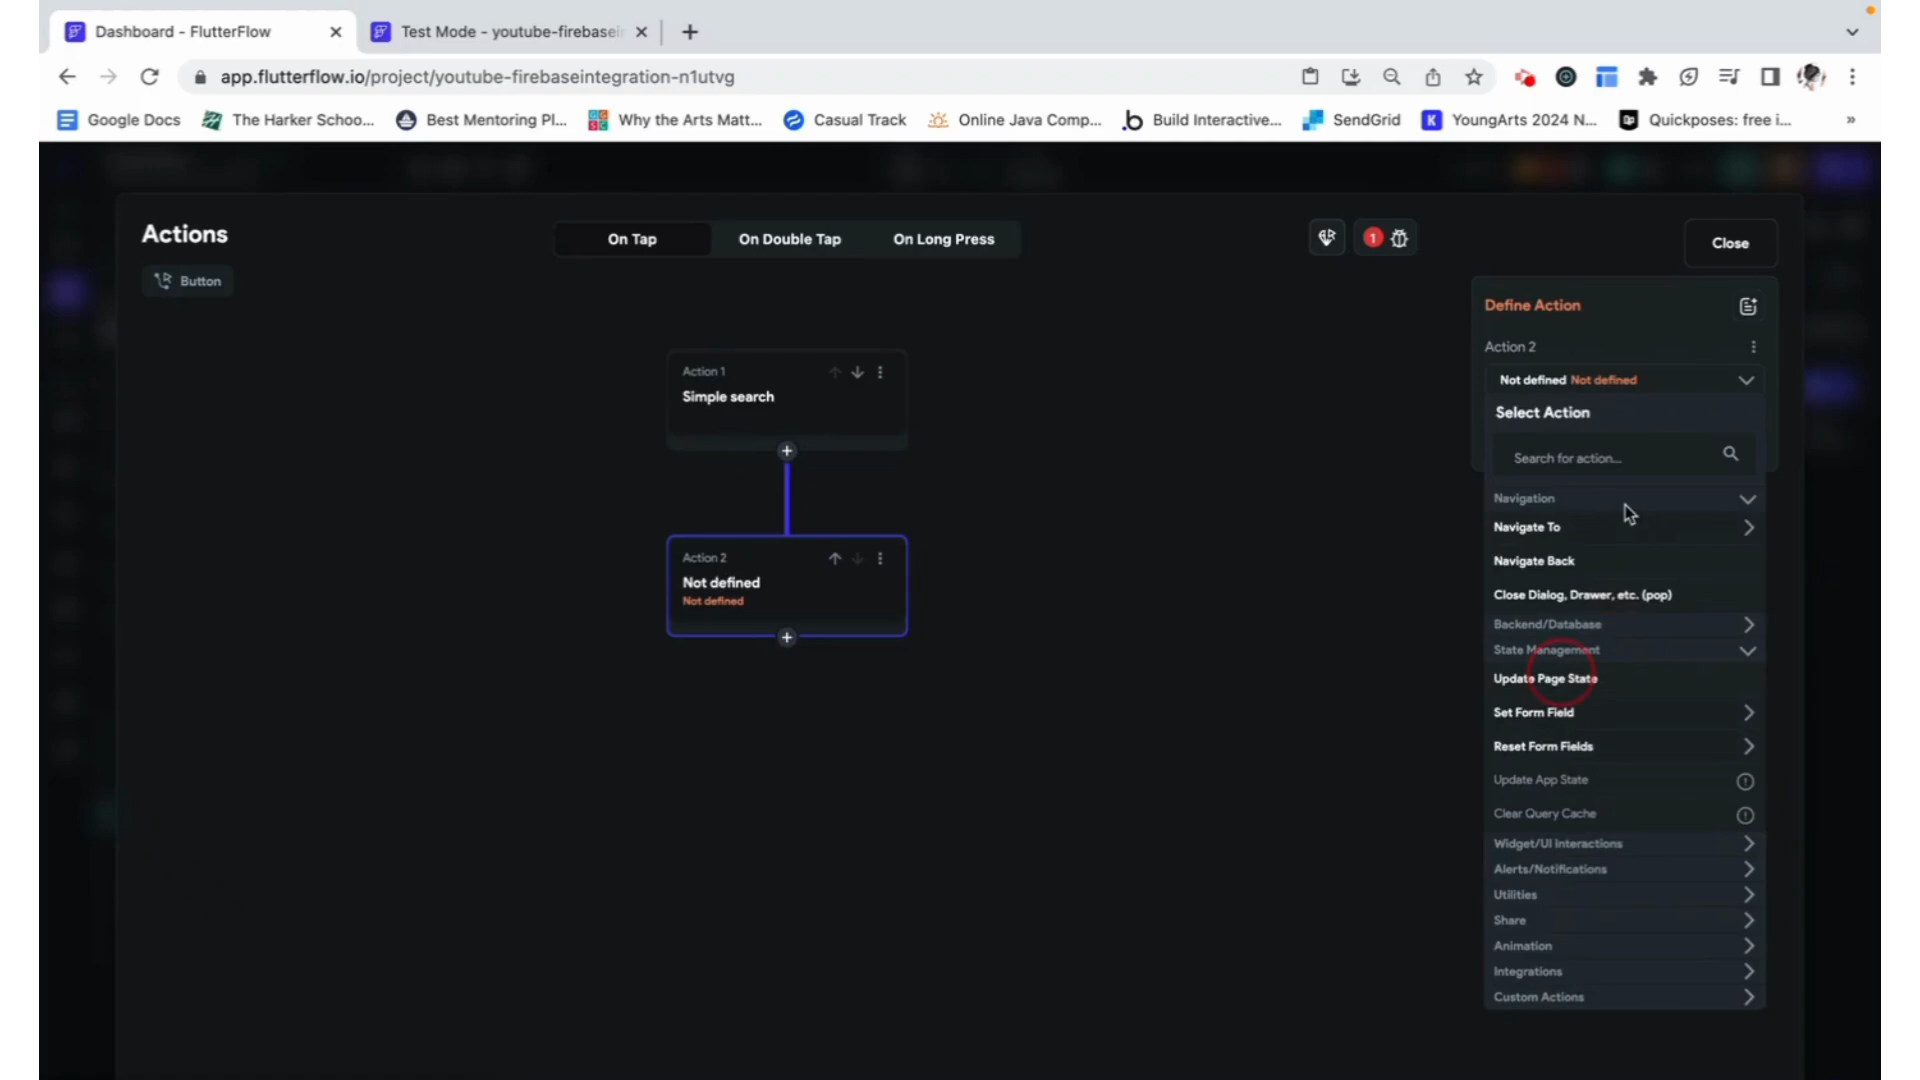 Dashboard - FlutterFlow
Test Mode - youtube-firebasei
app.flutterflow.io/project/youtube-firebaseintegration-n1utvg
Google Docs
The Harker Schoo...
Best Mentoring Pl...
Why the Arts Matt...
Casual Track
Online Java Comp...
Build Interactive...
SendGrid
YoungArts 2024 N...
Quickposes: free i...
Actions
On Tap
On Double Tap
On Long Press
1
Close
Button
Define Action
Action 2
Not defined Not defined
Select Action
Search for action...
Navigation
Navigate To
Navigate Back
Close Dialog, Drawer, etc. (pop)
Backend/Database
State Management
Update Page State
Set Form Field
Reset Form Fields
Update App State
Clear Query Cache
Widget/UI Interactions
Alerts/Notifications
Utilities
Share
Animation
Integrations
Custom Actions
Action 1
Simple search
Action 2
Not defined
Not defined